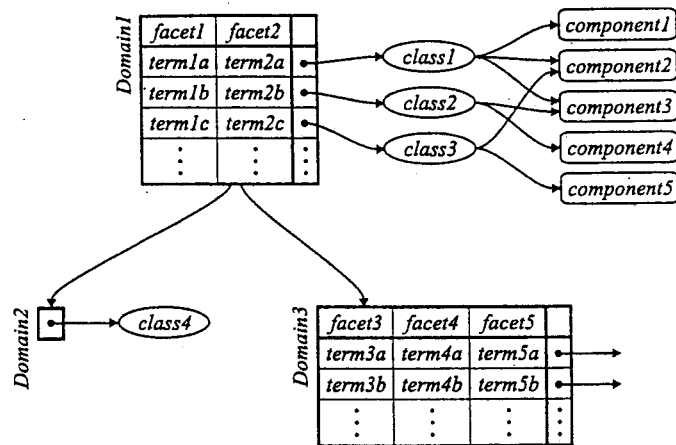 Domain1
facet1 facet2
term1a term2a
term1b term2b
term1c term2c
class1
class2
class3
component1
component2
component3
component4
component5
Domain2
class4
Domain3
facet3 facet4 facet5
term3a term4a term5a
term3b term4b term5b